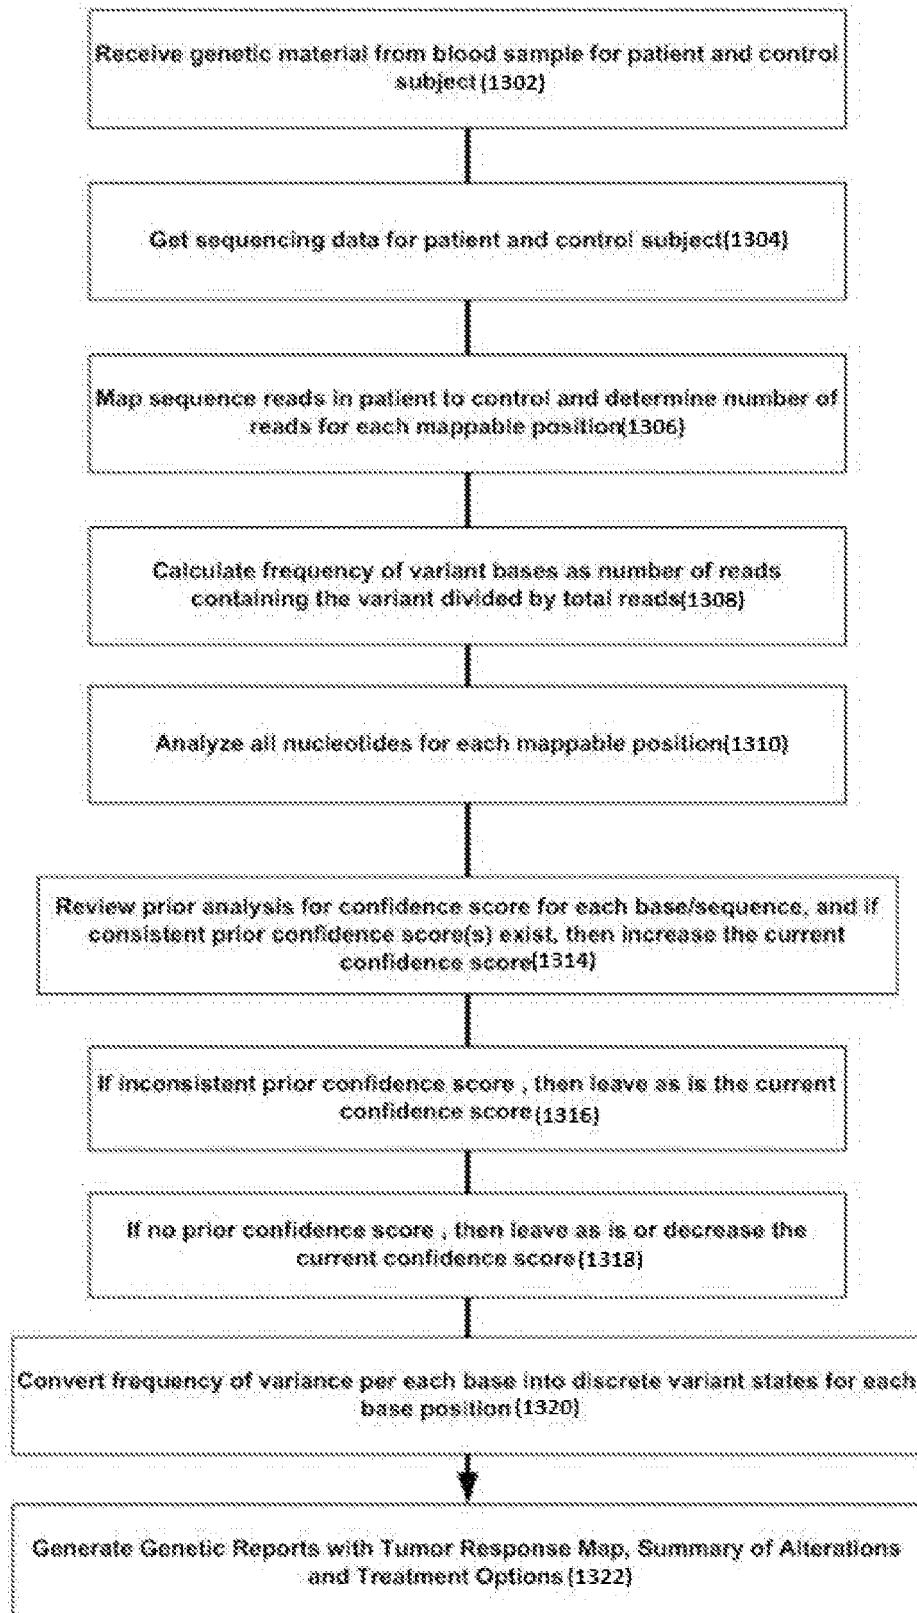 Receive genetic material from blood sample for patient and control
subject(1302)
Get sequencing data for patient and control subject(1304)
Map sequence reads in patient to control and determine number of
reads for each mappable position(1306)
Calculate frequency of variant bases as number of reads
containing the variant divided by total reads(1308)
Analyze all nucleotides for each mappable position(1310)
Review prior analysis for confidence score for each base/sequence, and if
consistent prior confidence score(s) exist, then increase the current
confidence score(1314)
If inconsistent prior confidence score , then leave as is the current
confidence score(1316)
If no prior confidence score , then leave as is or decrease the
current confidence score(1318)
Convert frequency of variance per each base into discrete variant states for each
base position(1320)
Generate Genetic Reports with Tumor Response Map, Summary of Alterations
and Treatment Options(1322)